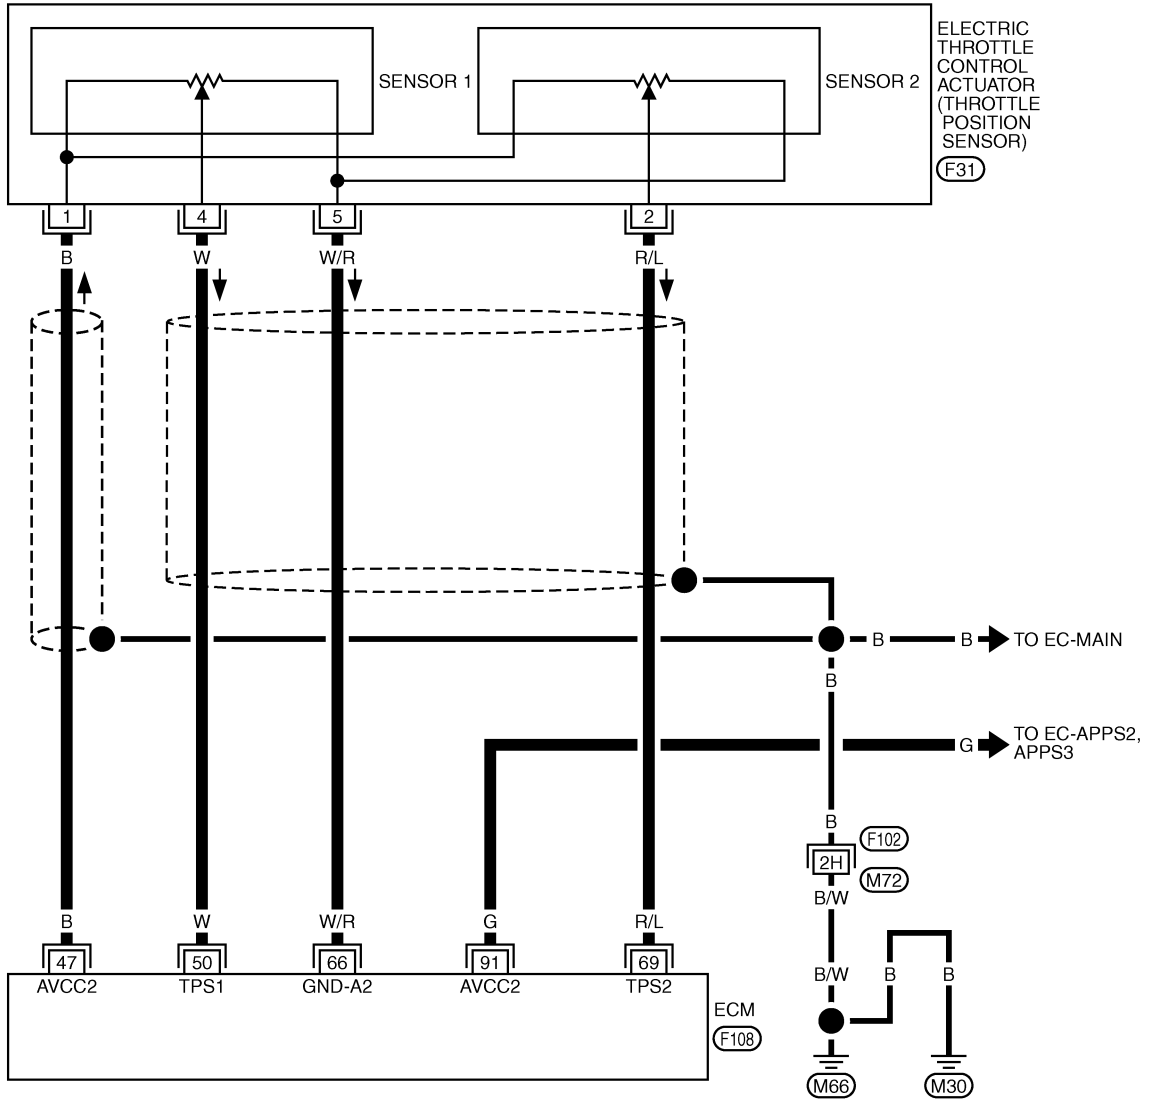 ELECTRIC
THROTTLE
CONTROL
ACTUATOR
(THROTTLE
POSITION
SENSOR)
F31
SENSOR 1
SENSOR 2
1
4
5
2
B
W
W/R
R/L
B
B
TO EC-MAIN
B
G
TO EC-APPS2,
APPS3
B
F102
2H
M72
B/W
B
W
W/R
G
R/L
47
50
66
91
69
AVCC2
TPS1
GND-A2
AVCC2
TPS2
B/W
B
B
ECM
F108
M66
M30